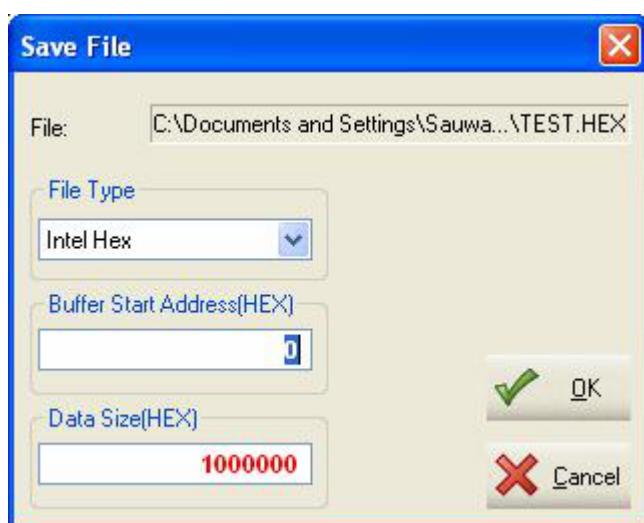 Save File
File: C:\Documents and Settings\Sauwa...\TEST.HEX
File Type
Intel Hex
Buffer Start Address(HEX)
0
OK
Data Size(HEX)
1000000
Cancel